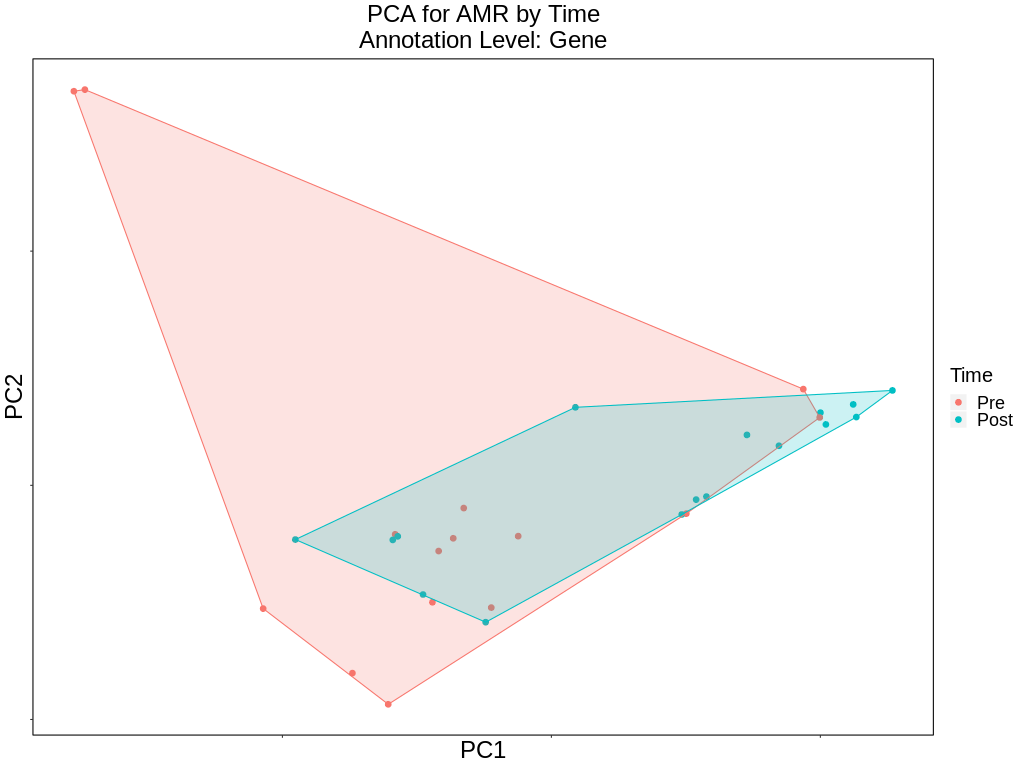 PCA for AMR by Time
Annotation Level: Gene
PC2
PC1
Time
Pre
Post